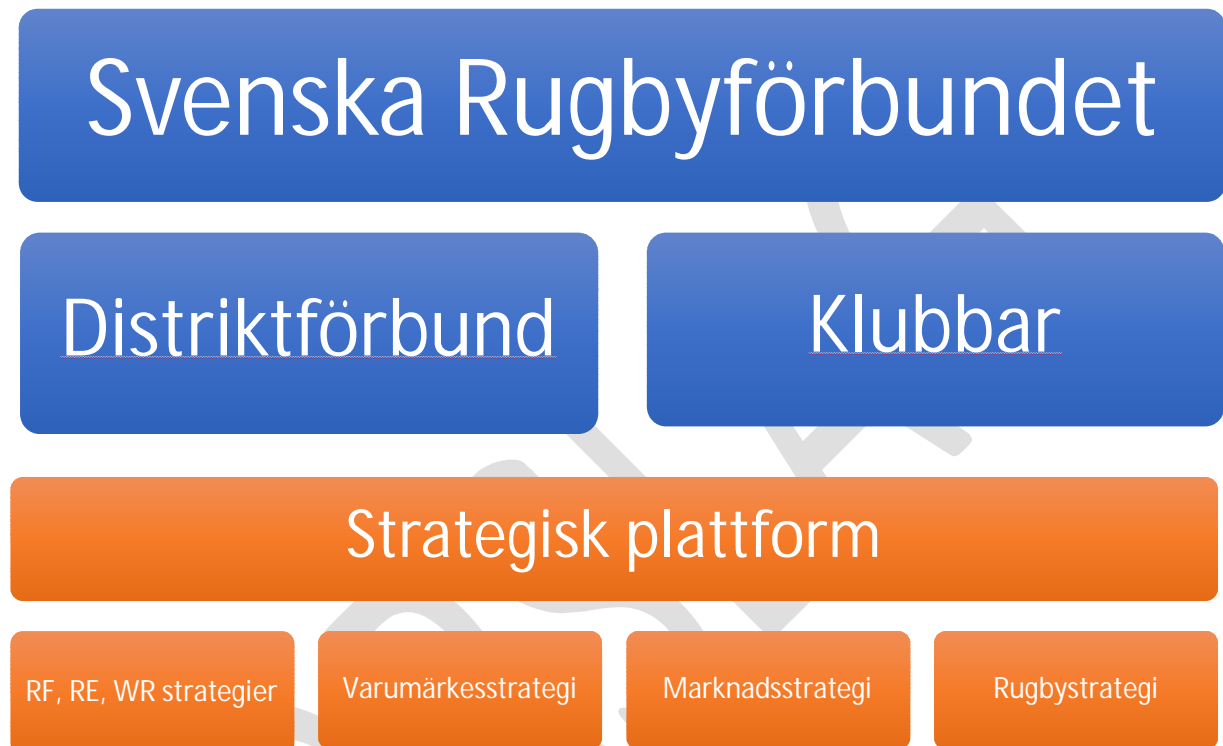 Svenska Rugbyförbundet
Distriktförbund
Klubbar
Strategisk plattform
RF, RE, WR strategier
Varumärkesstrategi
Marknadsstrategi
Rugbystrategi